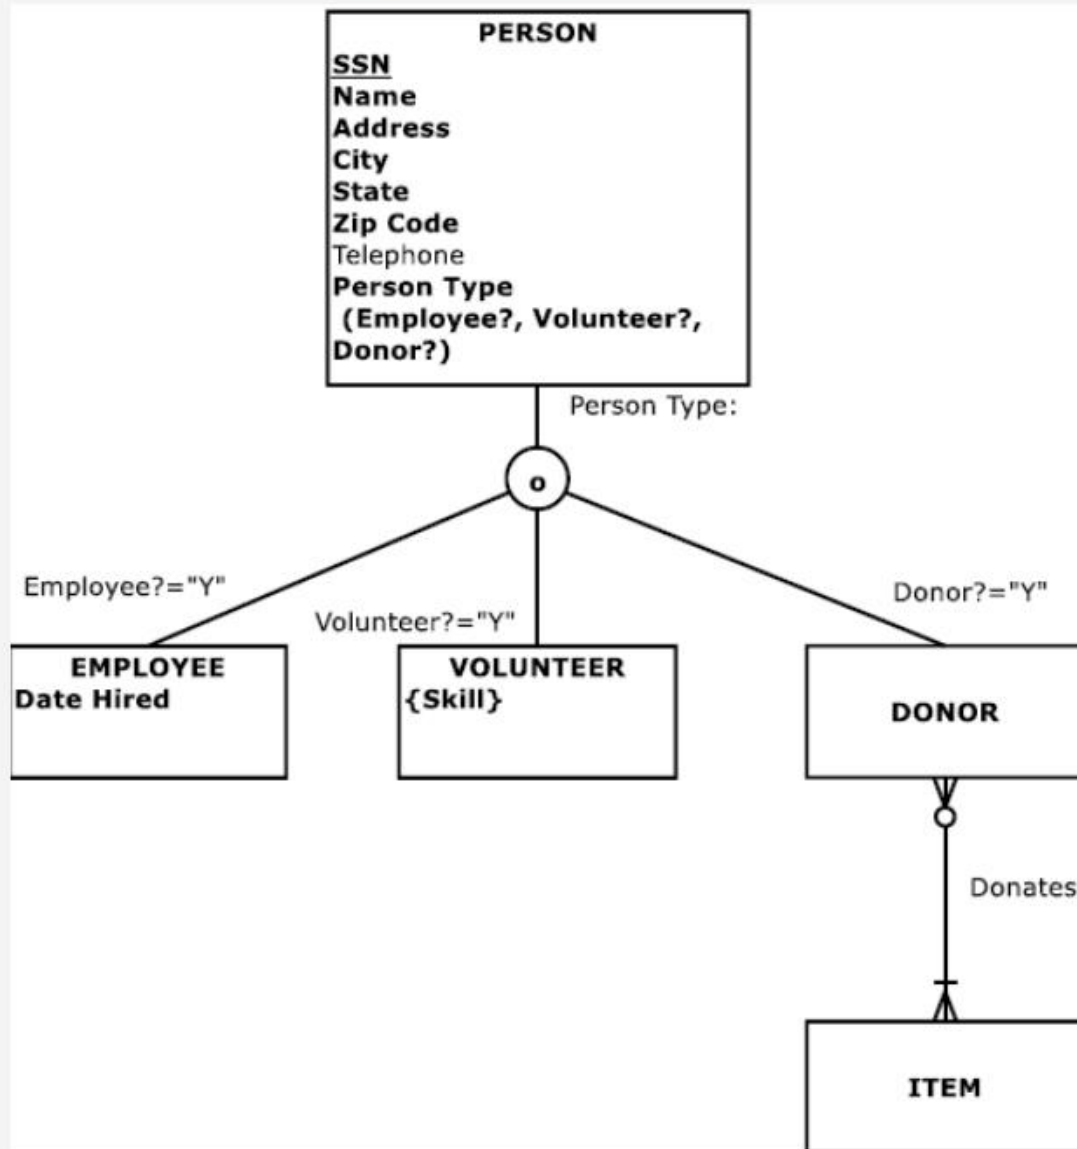 PERSON
SSN
Name
Address
City
State
Zip Code
Telephone
Person Type
(Employee?, Volunteer?,
Donor?)
Person Type:
o
Employee?="Y"
Volunteer?="Y"
Donor?="Y"
EMPLOYEE
Date Hired
VOLUNTEER
{Skill}
DONOR
Donates
ITEM